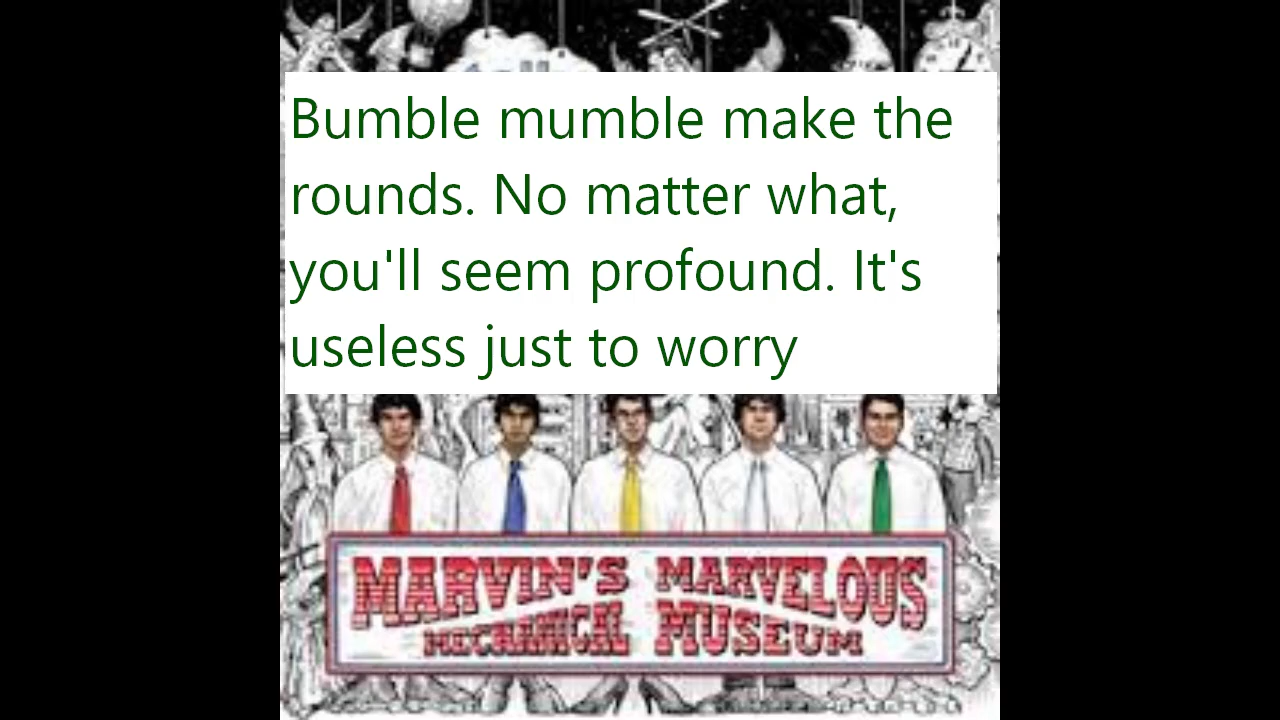 Bumble mumble make the
rounds. No matter what,
you'll seem profound. It's
useless just to worry
MARVIN'S MARVELOUS
MECHANICAL MUSEUM